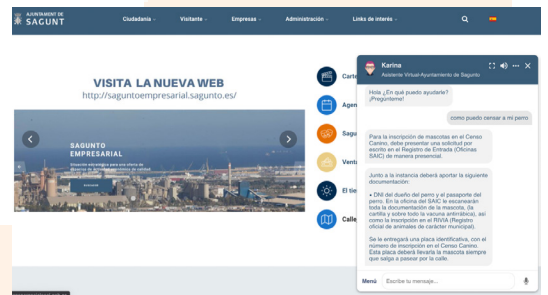 AJUNTAMENT DE
SAGUNT
Ciudadanía
Visitante
Empresas
Administración
Links de interés
VISITA LA NUEVA WEB
http://saguntoempresarial.sagunto.es/
SAGUNTO
EMPRESARIAL
Carte
Agen
Sagu
Venta
El tie
Calle
Karina
Asistente Virtual-Ayuntamiento de Sagunto
Hola ¿En qué puedo ayudarle?
¡Pregúnteme!
como puedo censar a mi perro
Para la inscripción de mascotas en el Censo
Canino, debe presentar una solicitud por
escrito en el Registro de Entrada (Oficinas
SAIC) de manera presencial.
Junto a la instancia deberá aportar la siguiente
documentación:
• DNI del dueño del perro y el pasaporte del
perro. En la oficina del SAIC le escanearán
toda la documentación de la mascota, (la
cartilla y sobre todo la vacuna antirrábica), así
como la inscripción en el RIVIA (Registro
oficial de animales de carácter municipal).
Se le entregará una placa identificativa, con el
número de inscripción en el Censo Canino.
Esta placa deberá llevarla la mascota siempre
que salga a pasear por la calle.
Menú
Escribe tu mensaje...